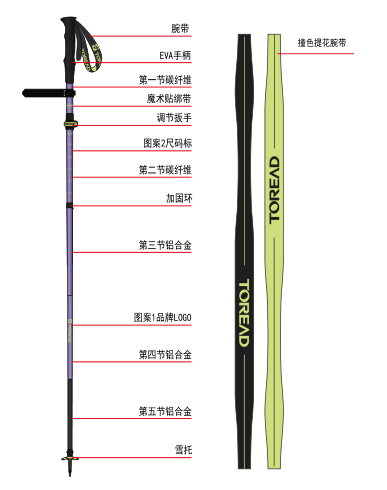 腕带
EVA手柄
第一节碳纤维
魔术贴绑带
调节扳手
图案2尺码标
第二节碳纤维
加固环
第三节铝合金
图案1品牌LOGO
第四节铝合金
第五节铝合金
雪托
撞色提花腕带
TOREAD
TOREAD